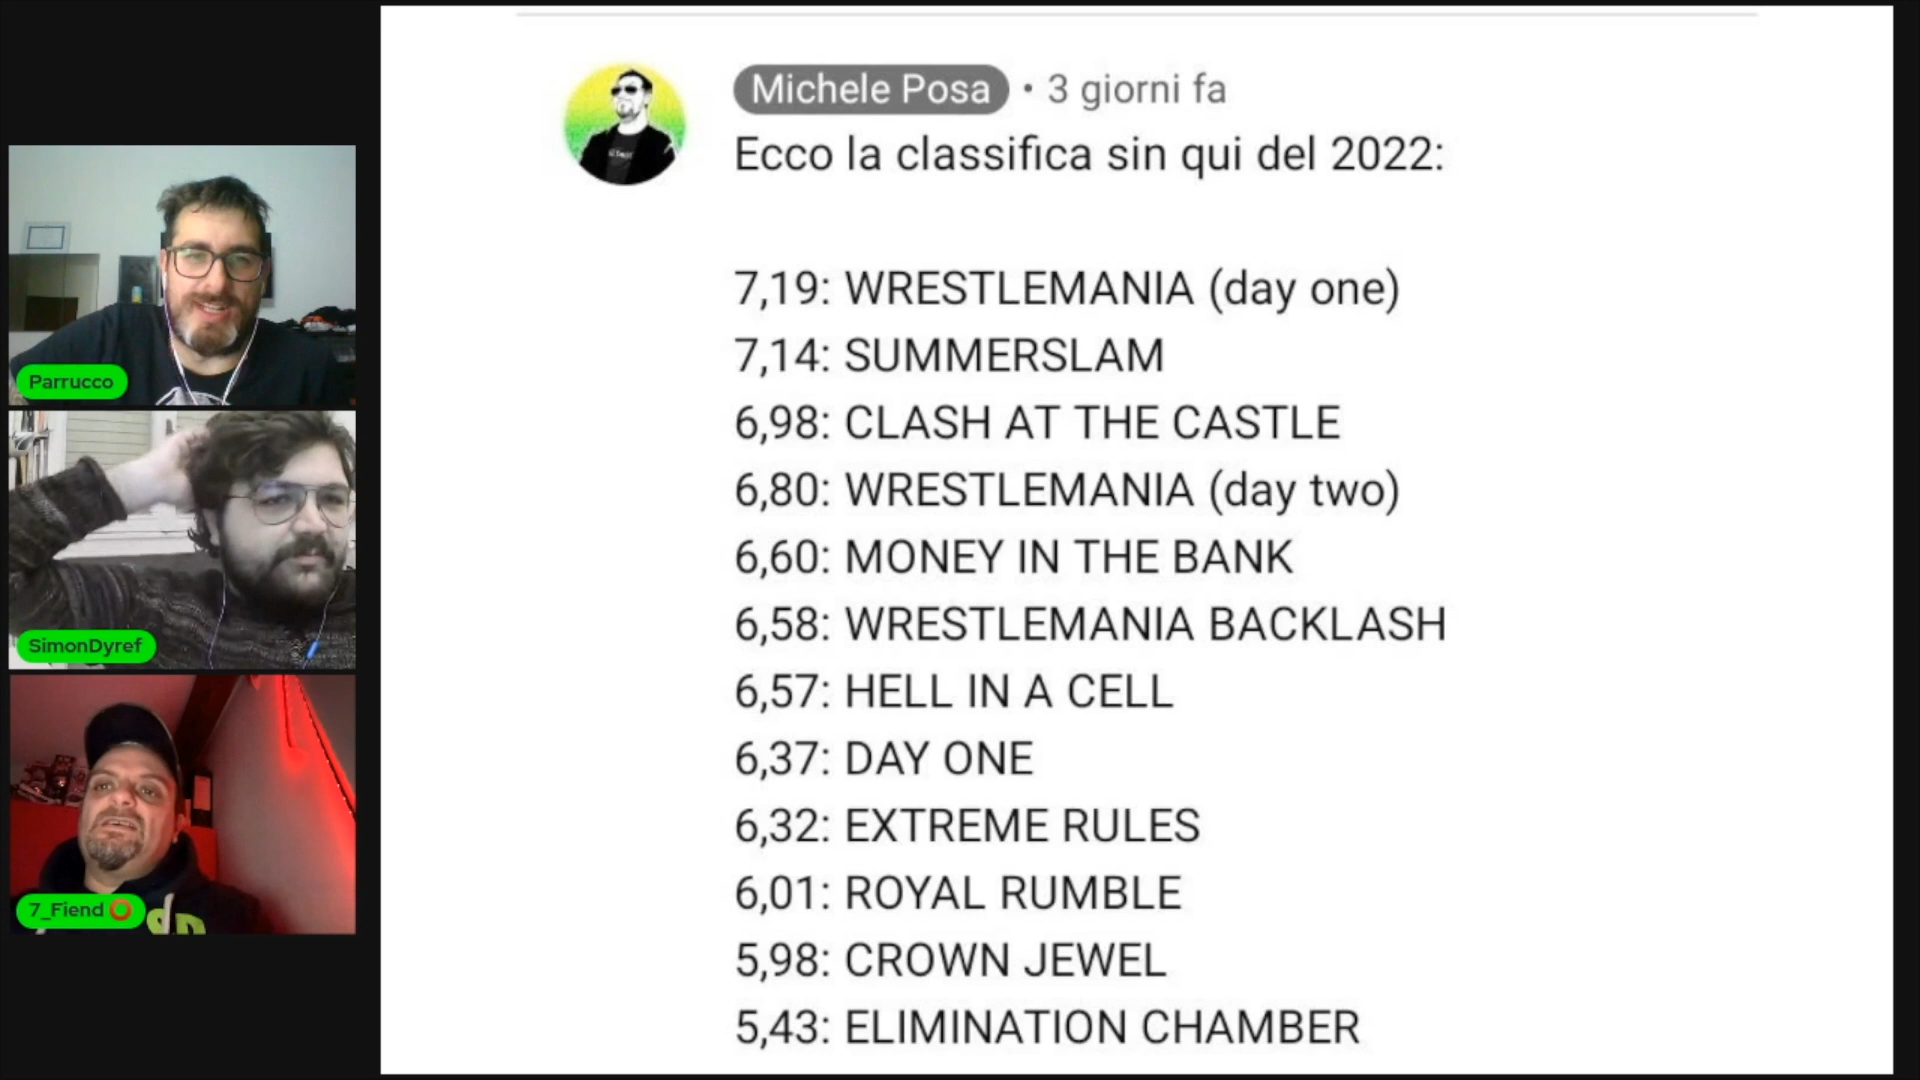 Michele Posa • 3 giorni fa
Ecco la classifica sin qui del 2022:
7,19: WRESTLEMANIA (day one)
7,14: SUMMERSLAM
6,98: CLASH AT THE CASTLE
6,80: WRESTLEMANIA (day two)
6,60: MONEY IN THE BANK
6,58: WRESTLEMANIA BACKLASH
6,57: HELL IN A CELL
6,37: DAY ONE
6,32: EXTREME RULES
6,01: ROYAL RUMBLE
5,98: CROWN JEWEL
5,43: ELIMINATION CHAMBER
Parrucco
SimonDyref
7_Fiend